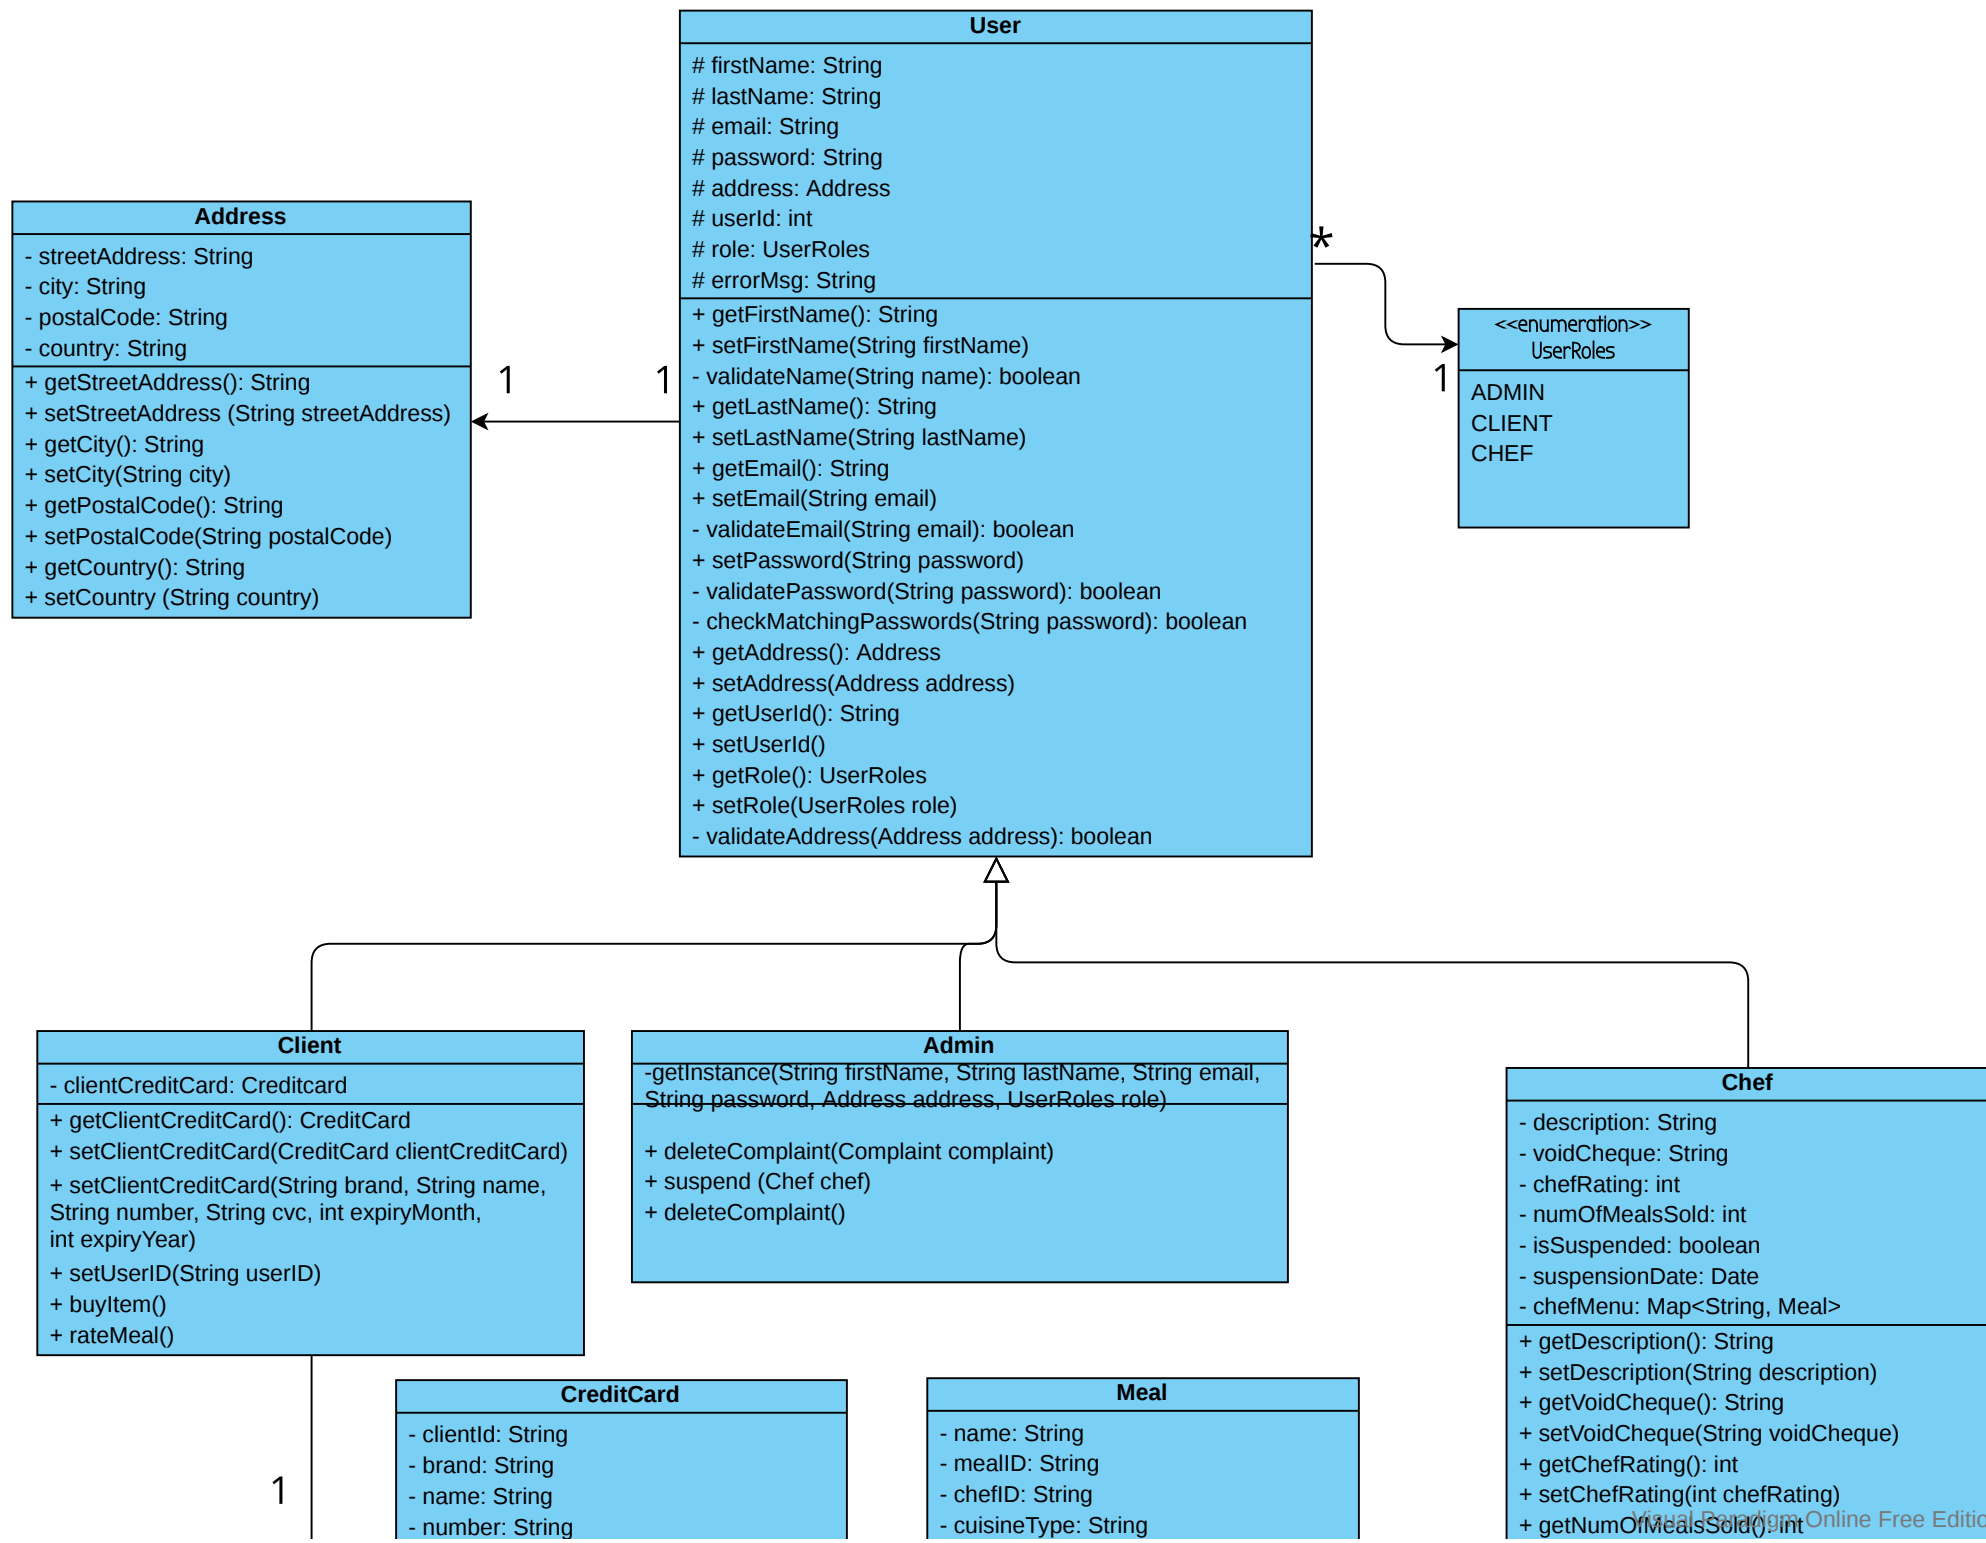 User
# firstName: String
# lastName: String
# email: String
# password: String
# address: Address
# userId: int
# role: UserRoles
# errorMsg: String
+ getFirstName(): String
+ setFirstName(String firstName)
- validateName(String name): boolean
+ getLastName(): String
+ setLastName(String lastName)
+ getEmail(): String
+ setEmail(String email)
- validateEmail(String email): boolean
+ setPassword(String password)
- validatePassword(String password): boolean
- checkMatchingPasswords(String password): boolean
+ getAddress(): Address
+ setAddress(Address address)
+ getUserId(): String
+ setUserId()
+ getRole(): UserRoles
+ setRole(UserRoles role)
- validateAddress(Address address): boolean
Address
- streetAddress: String
- city: String
- postalCode: String
- country: String
+ getStreetAddress(): String
+ setStreetAddress (String streetAddress)
+ getCity(): String
+ setCity(String city)
+ getPostalCode(): String
+ setPostalCode(String postalCode)
+ getCountry(): String
+ setCountry (String country)
1
1
*
1
<<enumeration>>
UserRoles
ADMIN
CLIENT
CHEF
Client
- clientCreditCard: Creditcard
+ getClientCreditCard(): CreditCard
+ setClientCreditCard(CreditCard clientCreditCard)
+ setClientCreditCard(String brand, String name,
String number, String cvc, int expiryMonth,
int expiryYear)
+ setUserID(String userID)
+ buyItem()
+ rateMeal()
1
Admin
-getInstance(String firstName, String lastName, String email,
String password, Address address, UserRoles role)
+ deleteComplaint(Complaint complaint)
+ suspend (Chef chef)
+ deleteComplaint()
Chef
- description: String
- voidCheque: String
- chefRating: int
- numOfMealsSold: int
- isSuspended: boolean
- suspensionDate: Date
- chefMenu: Map<String, Meal>
+ getDescription(): String
+ setDescription(String description)
+ getVoidCheque(): String
+ setVoidCheque(String voidCheque)
+ getChefRating(): int
+ setChefRating(int chefRating)
+ getNumOfMealsSold(): int
CreditCard
- clientId: String
- brand: String
- name: String
- number: String
Meal
- name: String
- mealID: String
- chefID: String
- cuisineType: String
Visual Paradigm Online Free Editio